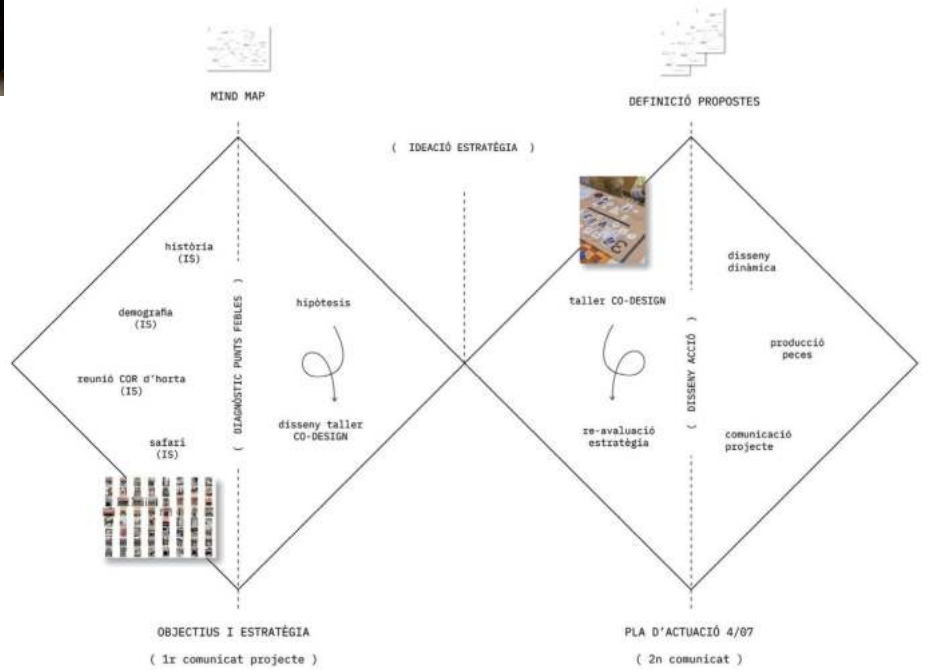 MIND MAP
DEFINICIÓ PROPOSTES
( IDEACIÓ ESTRATÈGIA )
història
(IS)
demografia
(IS)
reunió COR d'horta
(IS)
safari
(IS)
( DIAGNÒSTIC PUNTS FEBLES )
hipòtesis
disseny taller
CO-DESIGN
taller CO-DESIGN
re-avaluació
estratègia
( DISSENY ACCIÓ )
disseny
dinàmica
producció
peces
comunicació
projecte
OBJECTIUS I ESTRATÈGIA
( 1r comunicat projecte )
PLA D'ACTUACIÓ 4/07
( 2n comunicat )